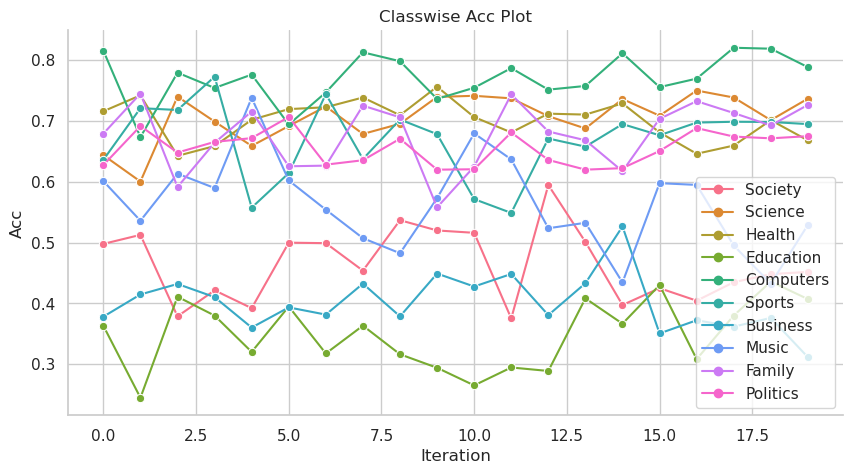 Classwise Acc Plot
Acc
0.8
0.7
0.6
0.5
0.4
0.3
Society
Science
Health
Education
Computers
Sports
Business
Music
Family
Politics
0.0 2.5 5.0 7.5 10.0 12.5 15.0 17.5
Iteration